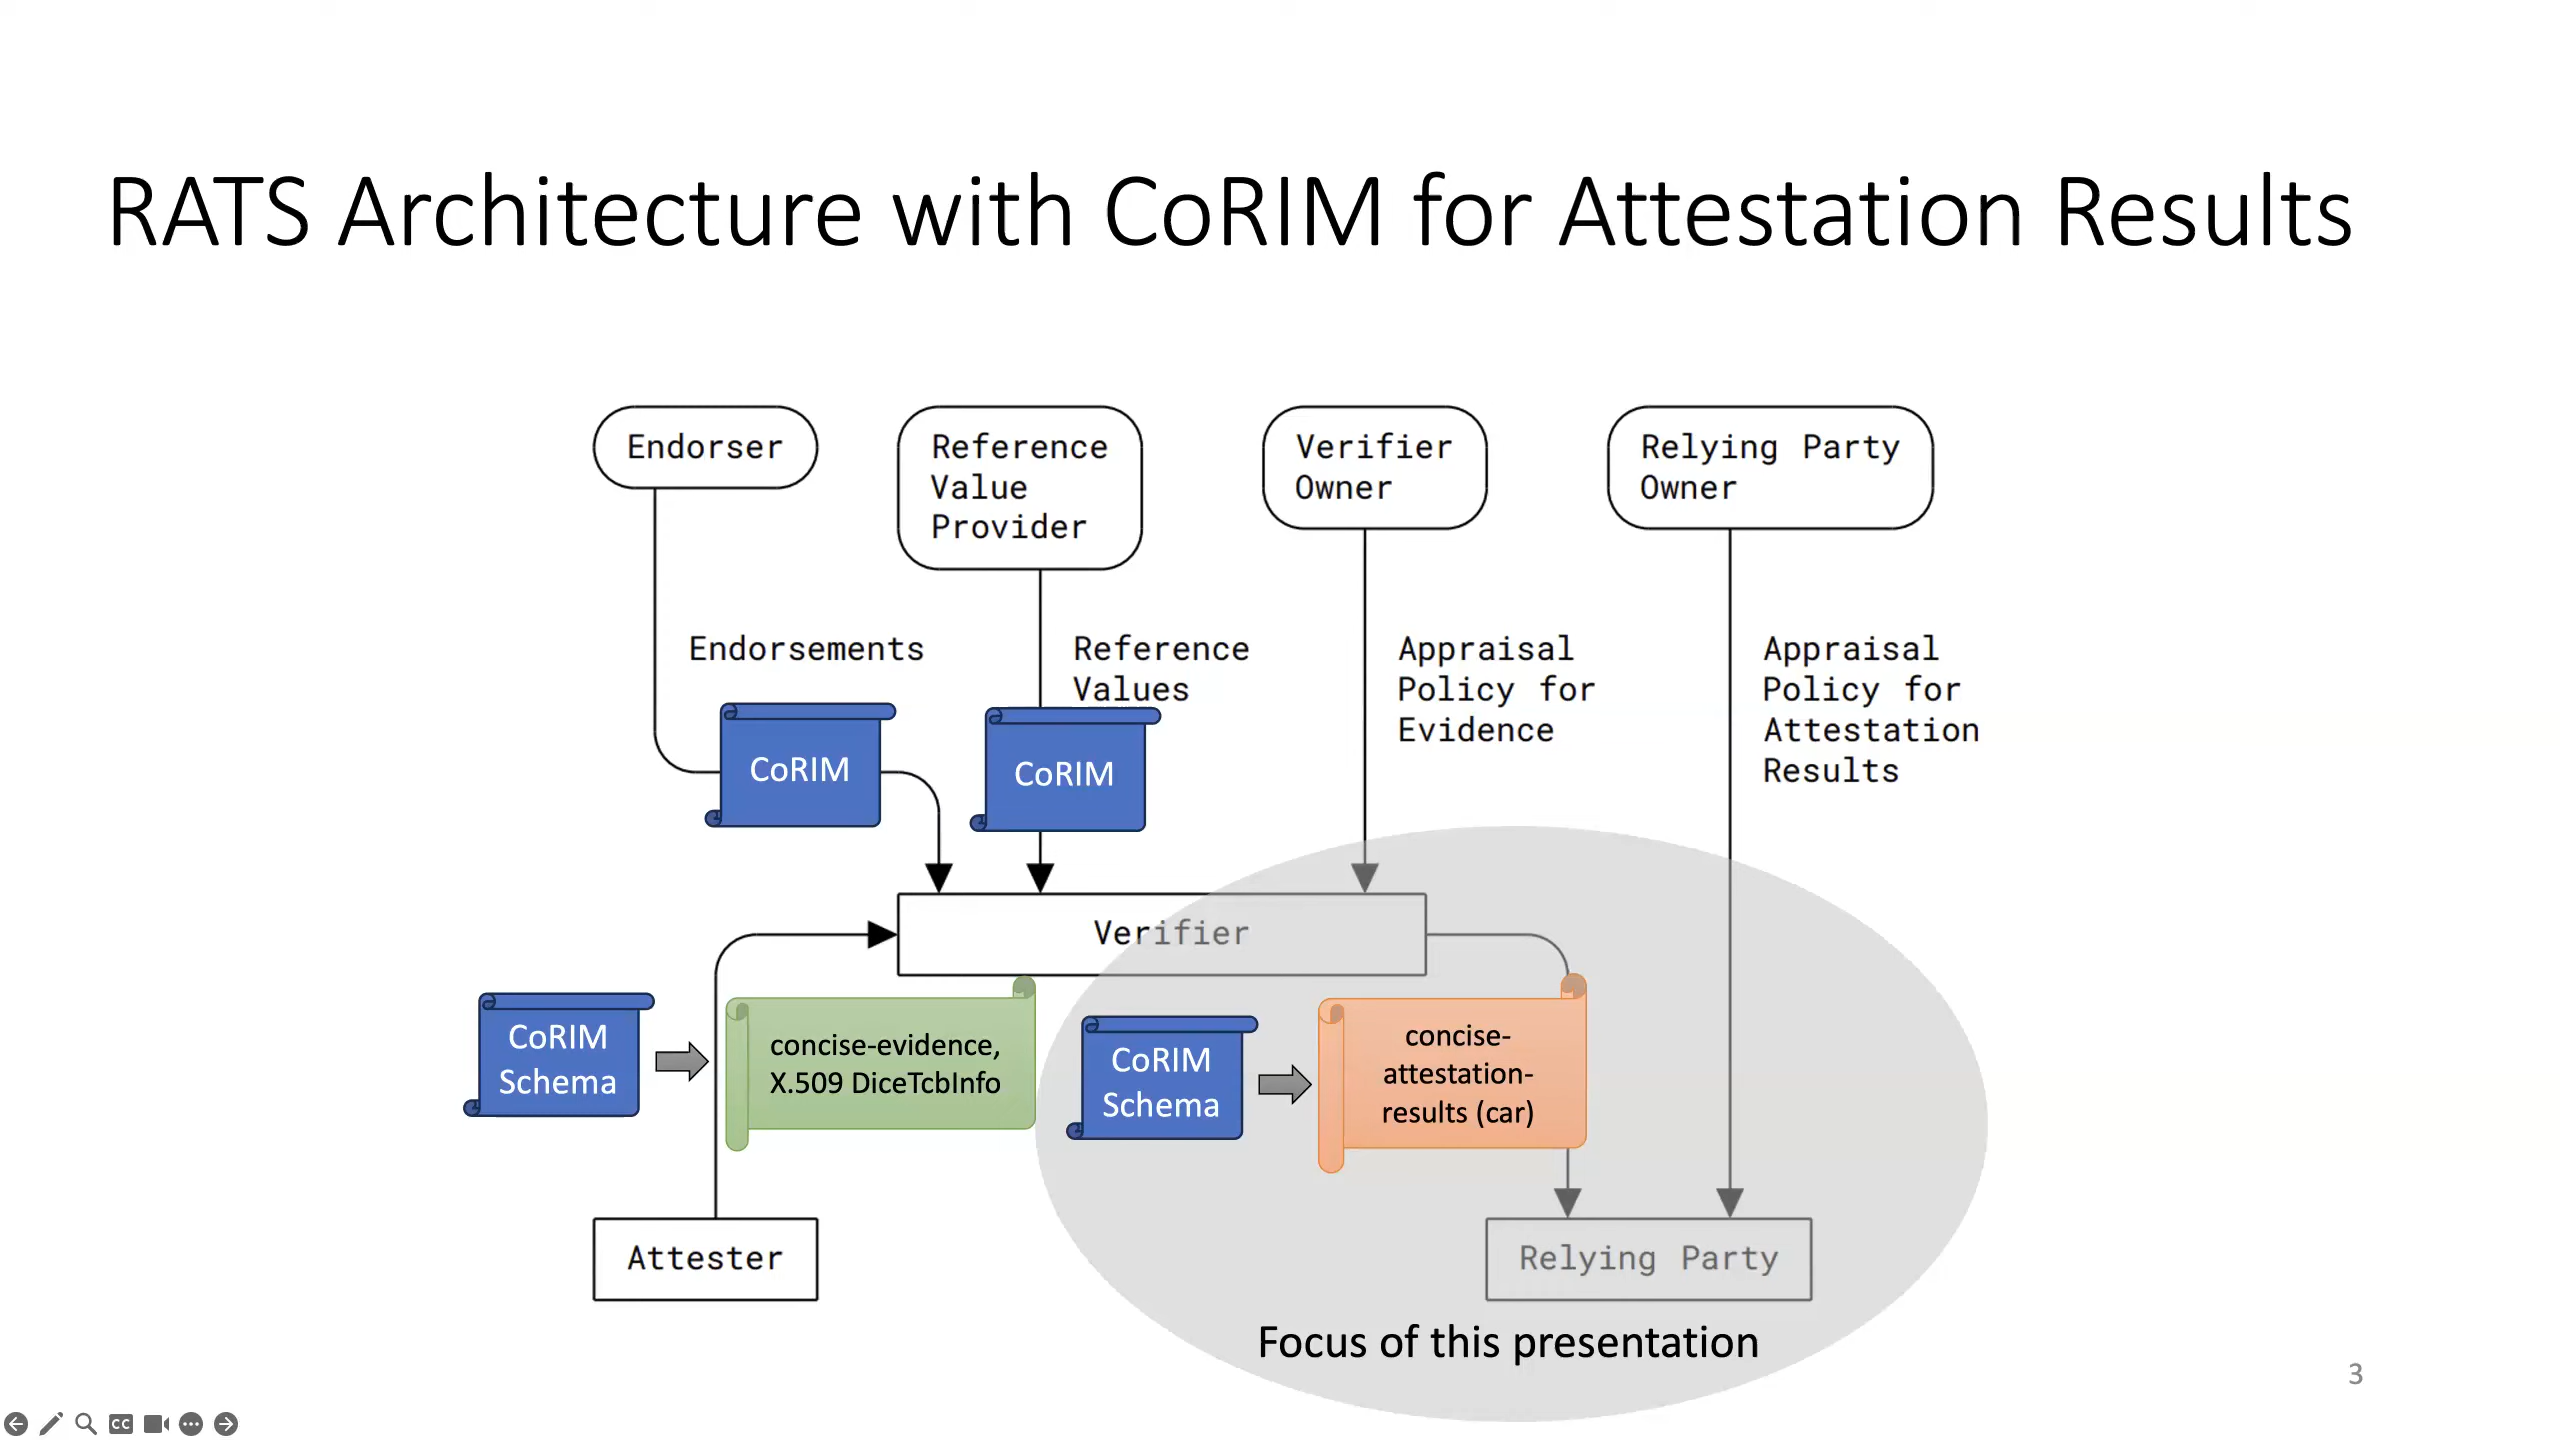 RATS Architecture with CoRIM for Attestation Results
Endorser
Reference
Value
Provider
Verifier
Owner
Relying Party
Owner
Endorsements
Reference
Values
Appraisal
Policy for
Evidence
Appraisal
Policy for
Attestation
Results
CoRIM
CoRIM
Verifier
CoRIM
Schema
concise-evidence,
X.509 DiceTcbInfo
CoRIM
Schema
concise-
attestation-
results (car)
Attester
Relying Party
Focus of this presentation
3
CC